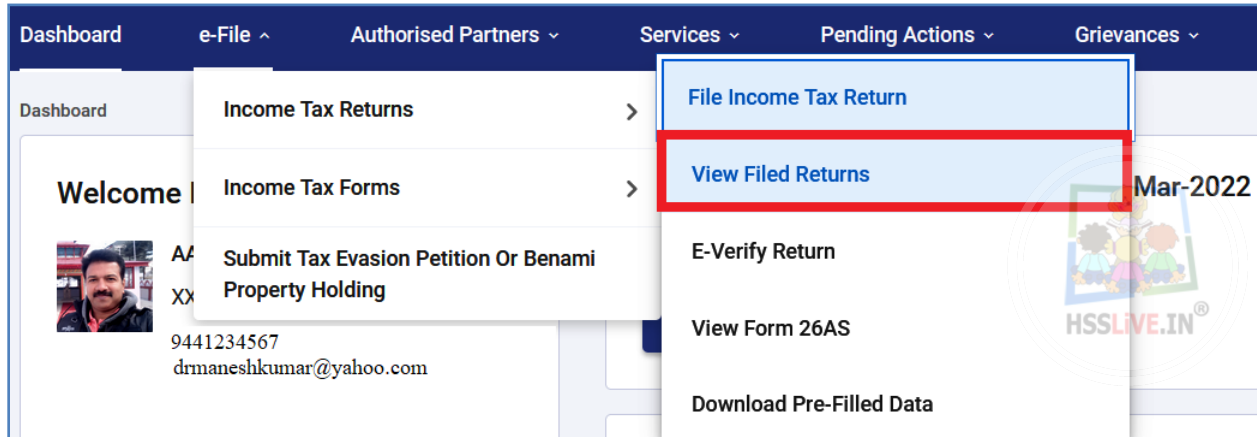 Dashboard e-File Authorised Partners Services Pending Actions Grievances
Dashboard
Income Tax Returns
File Income Tax Return
View Filed Returns
Welcome
Mar-2022
Income Tax Forms
E-Verify Return
AA
Submit Tax Evasion Petition Or Benami
Property Holding
XX
View Form 26AS
HSSLiVE.IN®
9441234567
drmaneshkumar@yahoo.com
Download Pre-Filled Data